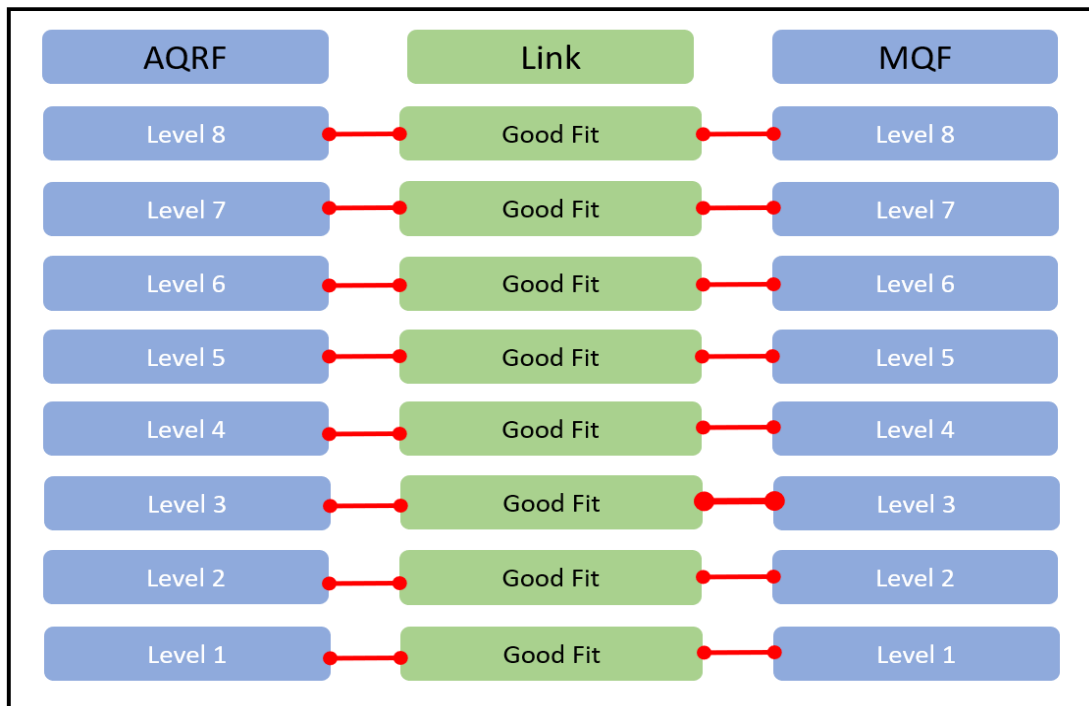 AQRF Link MQF
Level 8 Good Fit Level 8
Level 7 Good Fit Level 7
Level 6 Good Fit Level 6
Level 5 Good Fit Level 5
Level 4 Good Fit Level 4
Level 3 Good Fit Level 3
Level 2 Good Fit Level 2
Level 1 Good Fit Level 1